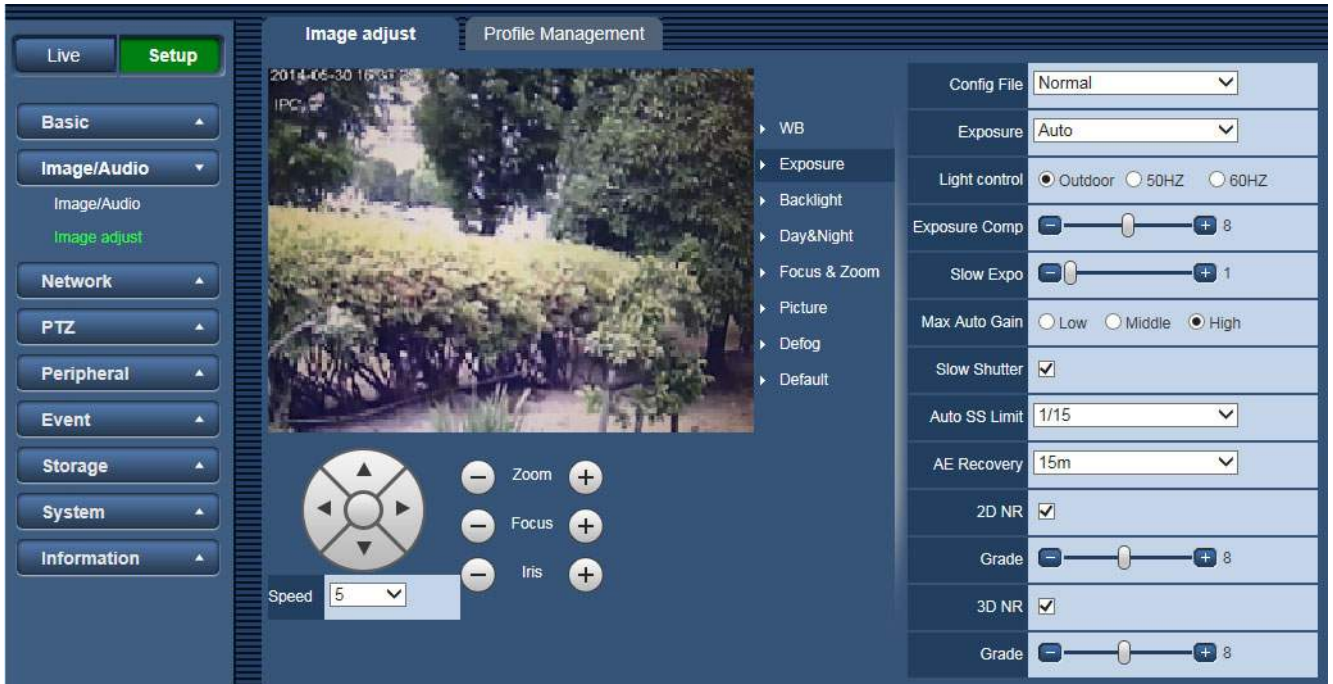 Live Setup
Basic
Image/Audio
Image/Audio
Image adjust
Network
PTZ
Peripheral
Event
Storage
System
Information
Image adjust Profile Management
IPC
WB
Exposure
Backlight
Day&Night
Focus & Zoom
Picture
Defog
Default
Zoom
Focus
Iris
Speed 5
Config File Normal
Exposure Auto
Light control Outdoor 50HZ 60HZ
Exposure Comp 8
Slow Expo 1
Max Auto Gain Low Middle High
Slow Shutter
Auto SS Limit 1/15
AE Recovery 15m
2D NR
Grade 8
3D NR
Grade 8